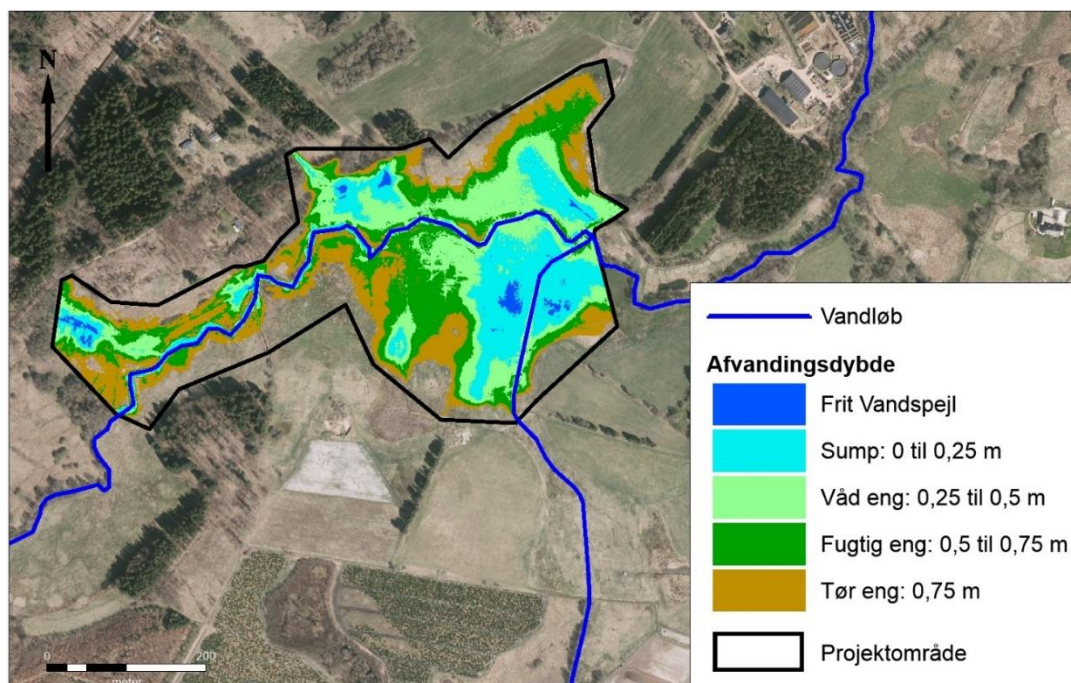 N
Vandløb
Afvandingsdybde
Frit Vandspejl
Sump: 0 til 0,25 m
Våd eng: 0,25 til 0,5 m
Fugtig eng: 0,5 til 0,75 m
Tør eng: 0,75 m
Projektområde
0 200
meter